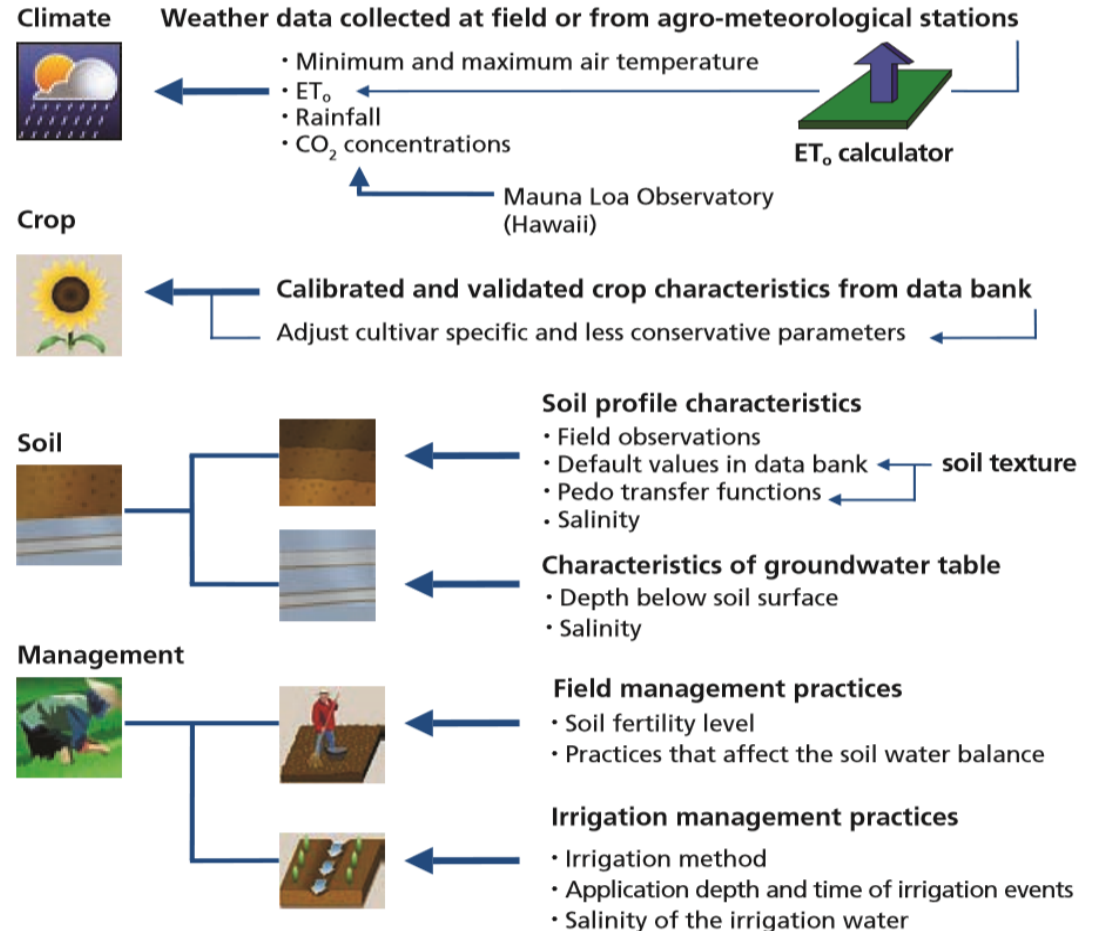 Climate
Weather data collected at field or from agro-meteorological stations
· Minimum and maximum air temperature
· ETₒ
· Rainfall
· CO₂ concentrations
ETₒ calculator
Mauna Loa Observatory
(Hawaii)
Crop
Calibrated and validated crop characteristics from data bank
Adjust cultivar specific and less conservative parameters
Soil
Soil profile characteristics
· Field observations
· Default values in data bank
soil texture
· Pedo transfer functions
· Salinity
Characteristics of groundwater table
· Depth below soil surface
· Salinity
Management
Field management practices
· Soil fertility level
· Practices that affect the soil water balance
Irrigation management practices
· Irrigation method
· Application depth and time of irrigation events
· Salinity of the irrigation water